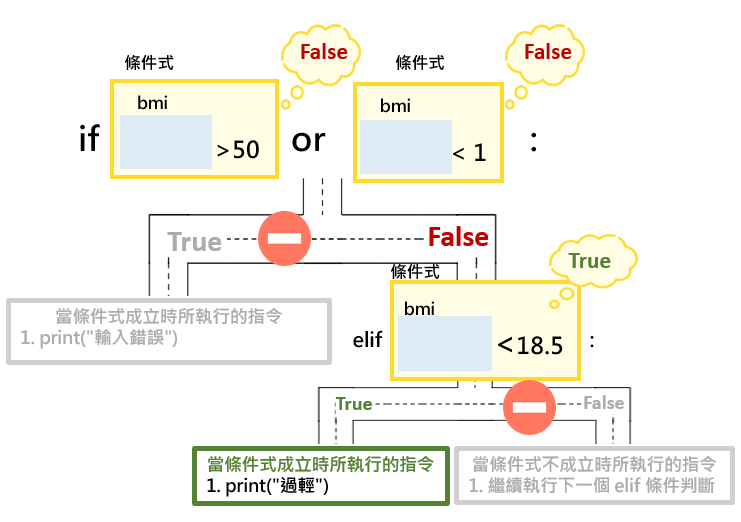 False
False
條件式
條件式
bmi
bmi
if
>50
or
< 1
:
True
False
True
條件式
當條件式成立時所執行的指令
1. print("輸入錯誤")
bmi
elif
<18.5
:
True
False
當條件式成立時所執行的指令
1. print("過輕")
當條件式不成立時所執行的指令
1. 繼續執行下一個 elif 條件判斷